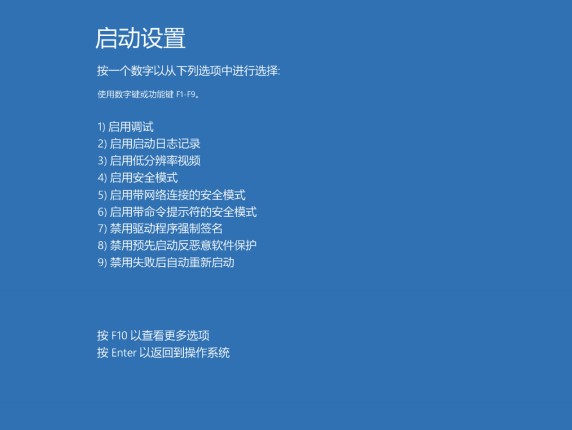 启动设置
按一个数字以从下列选项中进行选择:
使用数字键或功能键 F1-F9。
1) 启用调试
2) 启用启动日志记录
3) 启用低分辨率视频
4) 启用安全模式
5) 启用带网络连接的安全模式
6) 启用带命令提示符的安全模式
7) 禁用驱动程序强制签名
8) 禁用预先启动反恶意软件保护
9) 禁用失败后自动重新启动
按 F10 以查看更多选项
按 Enter 以返回到操作系统